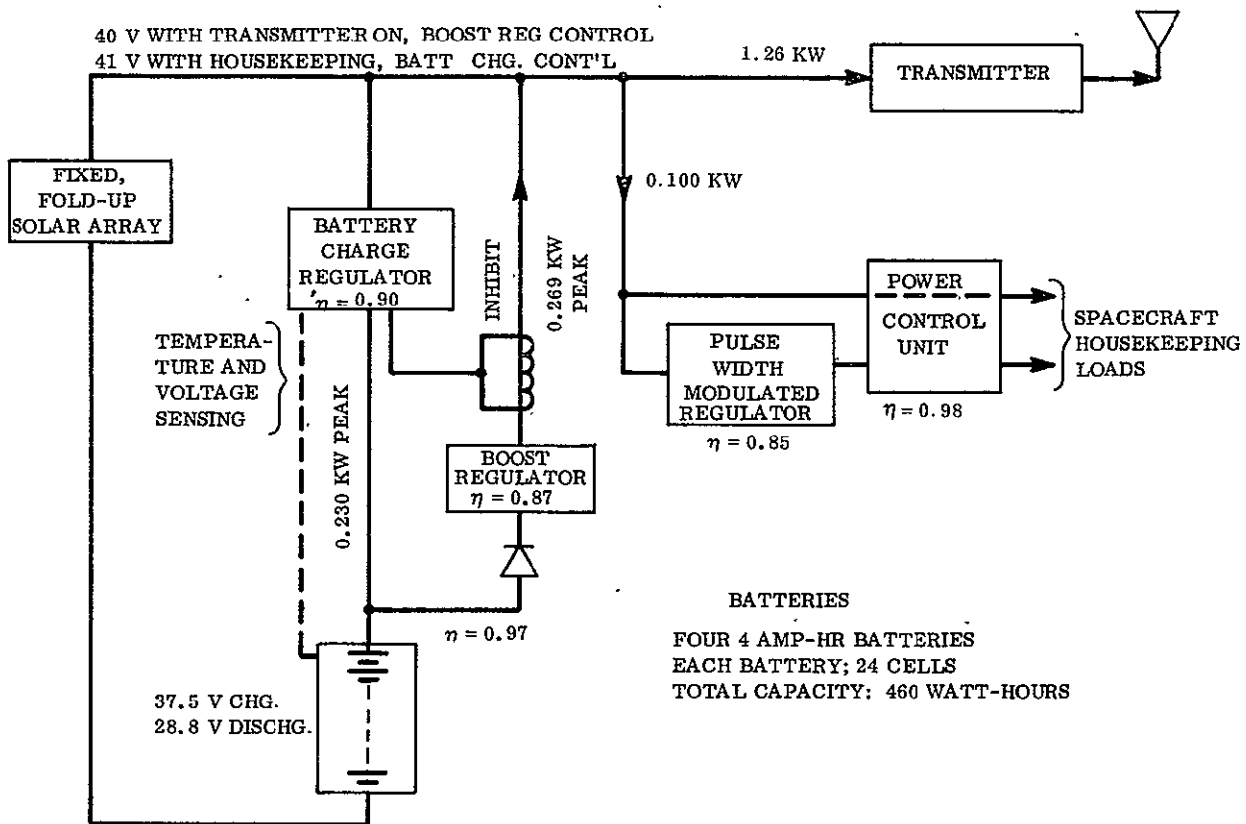 40 V WITH TRANSMITTER ON, BOOST REG CONTROL
41 V WITH HOUSEKEEPING, BATT CHG. CONT'L
1.26 KW
TRANSMITTER
FIXED,
FOLD-UP
SOLAR ARRAY
0.100 KW
BATTERY
CHARGE
REGULATOR
η = 0.90
INHIBIT
0.269 KW
PEAK
TEMPERA-
TURE AND
VOLTAGE
SENSING
0.230 KW PEAK
POWER
CONTROL
UNIT
η = 0.98
SPACECRAFT
HOUSEKEEPING
LOADS
PULSE
WIDTH
MODULATED
REGULATOR
η = 0.85
BOOST
REGULATOR
η = 0.87
η = 0.97
37.5 V CHG.
28.8 V DISCHG.
BATTERIES
FOUR 4 AMP-HR BATTERIES
EACH BATTERY; 24 CELLS
TOTAL CAPACITY: 460 WATT-HOURS